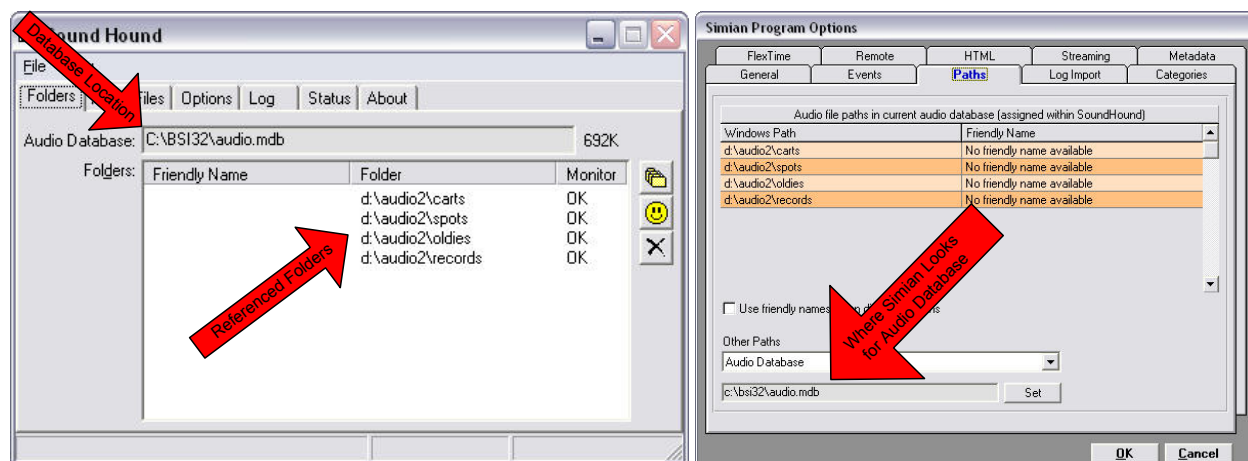 Sound Hound
File
Folders Files Options Log Status About
Audio Database: C:\BSI32\audio.mdb 692K
Folders: Friendly Name Folder Monitor
d:\audio2\carts OK
d:\audio2\spots OK
d:\audio2\oldies OK
d:\audio2\records OK
Database Location
Referenced Folders
Simian Program Options
FlexTime Remote HTML Streaming Metadata
General Events Paths Log Import Categories
Audio file paths in current audio database (assigned within SoundHound)
Windows Path Friendly Name
d:\audio2\carts No friendly name available
d:\audio2\spots No friendly name available
d:\audio2\oldies No friendly name available
d:\audio2\records No friendly name available
Where Simian Looks
for Audio Database
Use friendly names
Other Paths
Audio Database
c:\bsi32\audio.mdb Set
OK Cancel